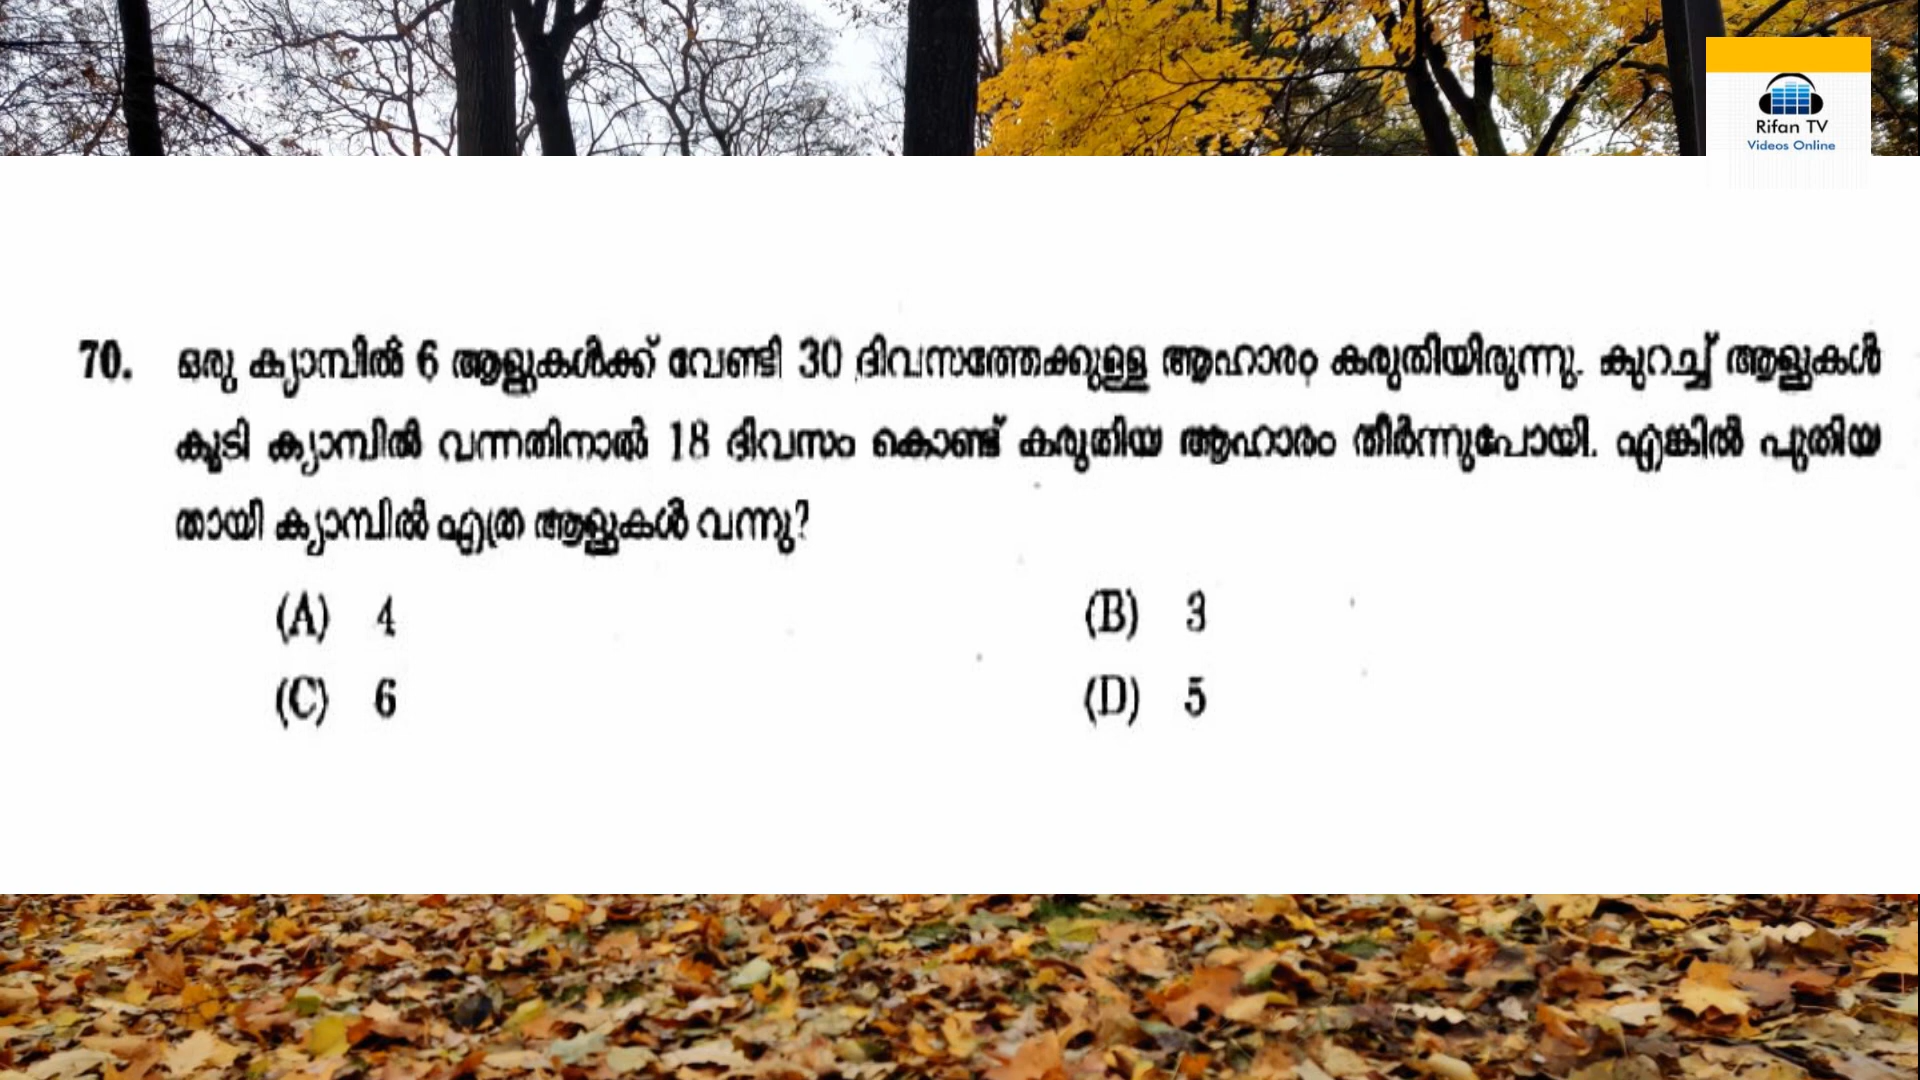 Rifan TV
Videos Online
70. ഒരു ക്യാമ്പിൽ 6 ആളുകൾക്ക് വേണ്ടി 30 ദിവസത്തേക്കുള്ള ആഹാരം കരുതിയിരുന്നു. കുറച്ച് ആളുകൾ
കൂടി ക്യാമ്പിൽ വന്നതിനാൽ 18 ദിവസം കൊണ്ട് കരുതിയ ആഹാരം തീർന്നുപോയി. എങ്കിൽ പുതിയ
തായി ക്യാമ്പിൽ എത്ര ആളുകൾ വന്നു?
(A) 4 (B) 3
(C) 6 (D) 5